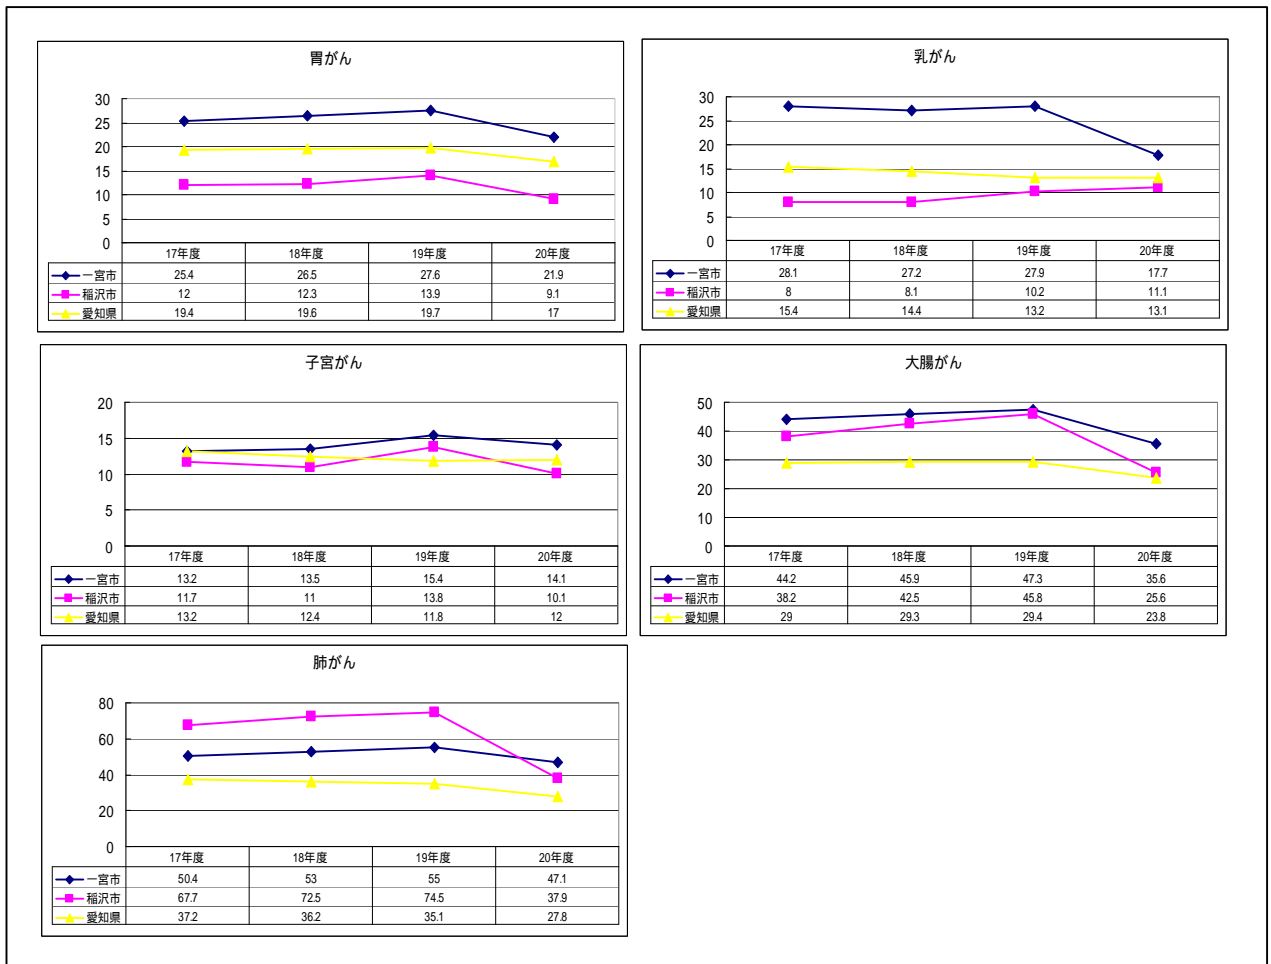 胃がん
30
25
20
15
10
5
0
17年度 18年度 19年度 20年度
一宮市 25.4 26.5 27.6 21.9
稲沢市 12 12.3 13.9 9.1
愛知県 19.4 19.6 19.7 17
乳がん
30
25
20
15
10
5
0
17年度 18年度 19年度 20年度
一宮市 28.1 27.2 27.9 17.7
稲沢市 8 8.1 10.2 11.1
愛知県 15.4 14.4 13.2 13.1
子宮がん
20
15
10
5
0
17年度 18年度 19年度 20年度
一宮市 13.2 13.5 15.4 14.1
稲沢市 11.7 11 13.8 10.1
愛知県 13.2 12.4 11.8 12
大腸がん
50
40
30
20
10
0
17年度 18年度 19年度 20年度
一宮市 44.2 45.9 47.3 35.6
稲沢市 38.2 42.5 45.8 25.6
愛知県 29 29.3 29.4 23.8
肺がん
80
60
40
20
0
17年度 18年度 19年度 20年度
一宮市 50.4 53 55 47.1
稲沢市 67.7 72.5 74.5 37.9
愛知県 37.2 36.2 35.1 27.8